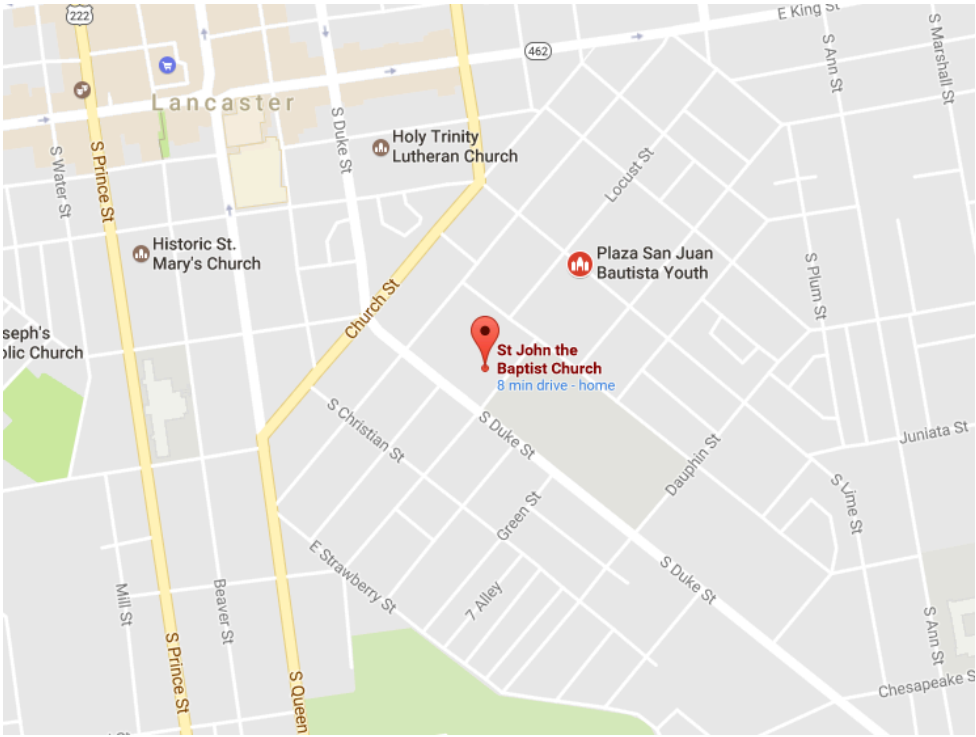 222
E King St
462
S Ann St
S Marshall St
Lancaster
S Duke St
Holy Trinity
Lutheran Church
S Water St
S Prince St
Locust St
Historic St.
Mary's Church
Plaza San Juan
Bautista Youth
S Plum St
Church St
seph's
olic Church
St John the
Baptist Church
8 min drive - home
S Christian St
S Duke St
Juniata St
Dauphin St
S Lime St
Green St
E Strawberry St
S Duke St
7 Alley
Mill St
Beaver St
S Ann St
S Prince St
S Queen
Chesapeake S